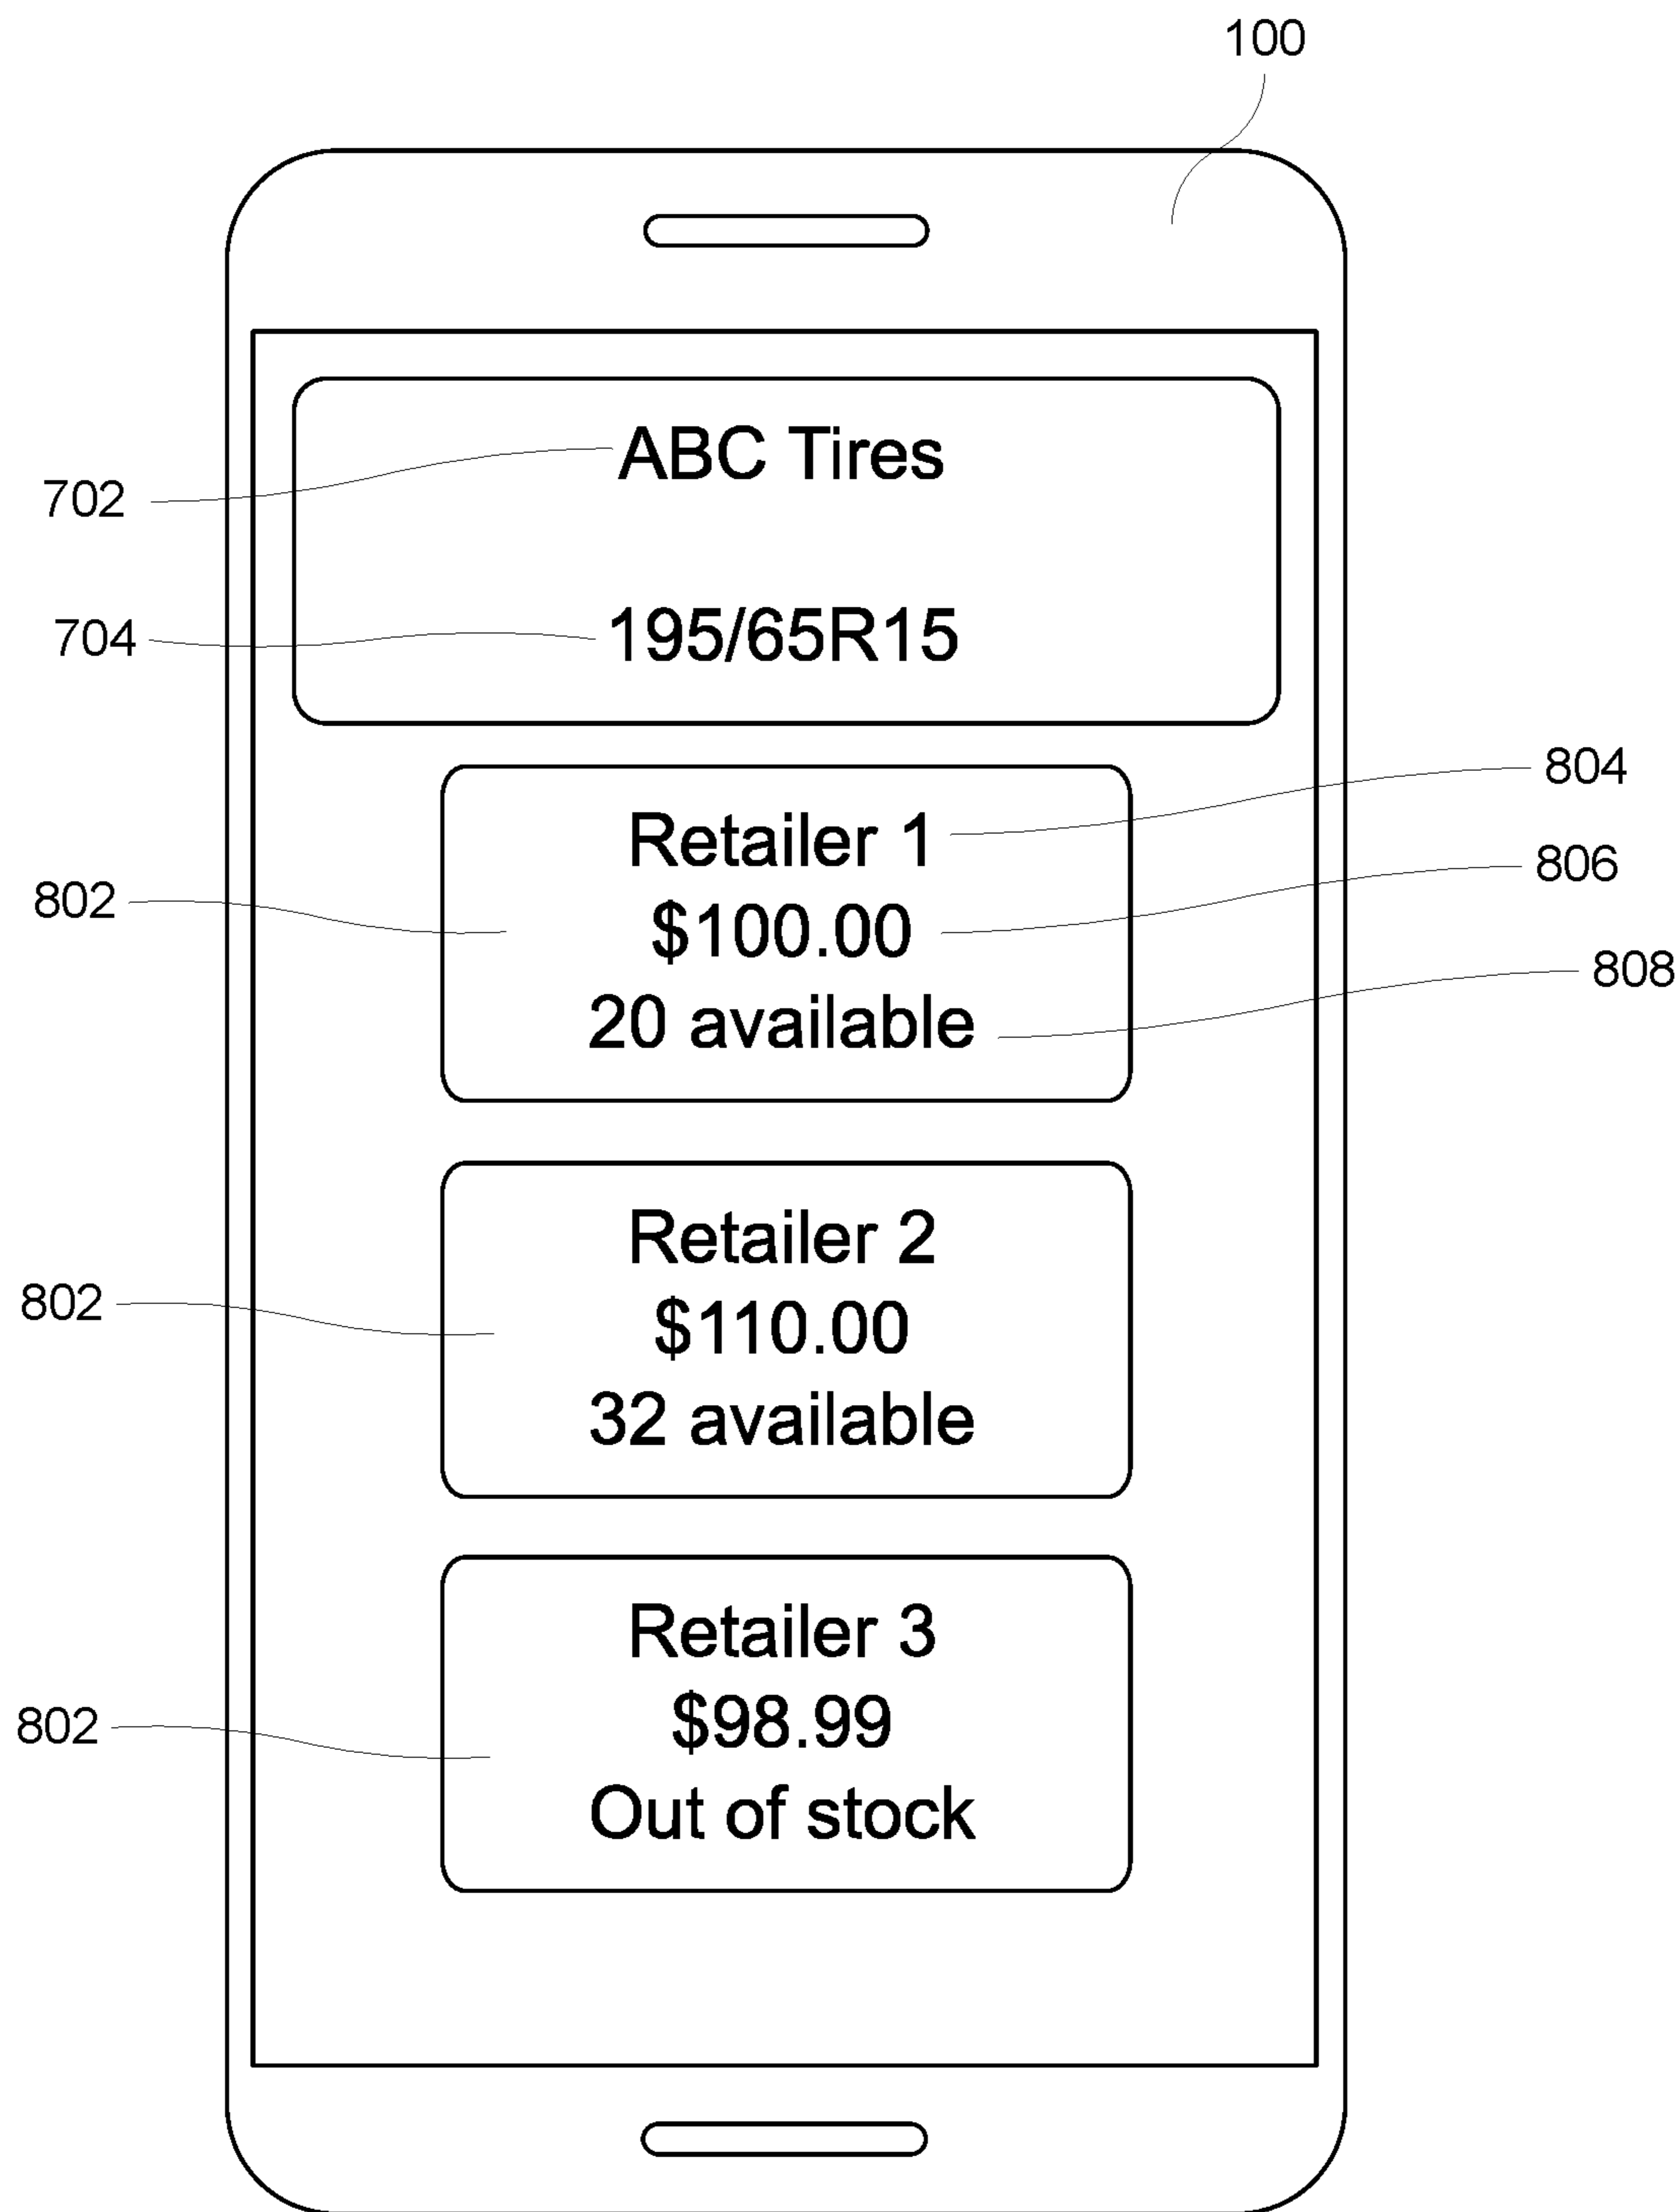 100
ABC Tires
702
704
195/65R15
804
Retailer 1
806
802
$100.00
808
20 available
Retailer 2
802
$110.00
32 available
Retailer 3
802
$98.99
Out of stock